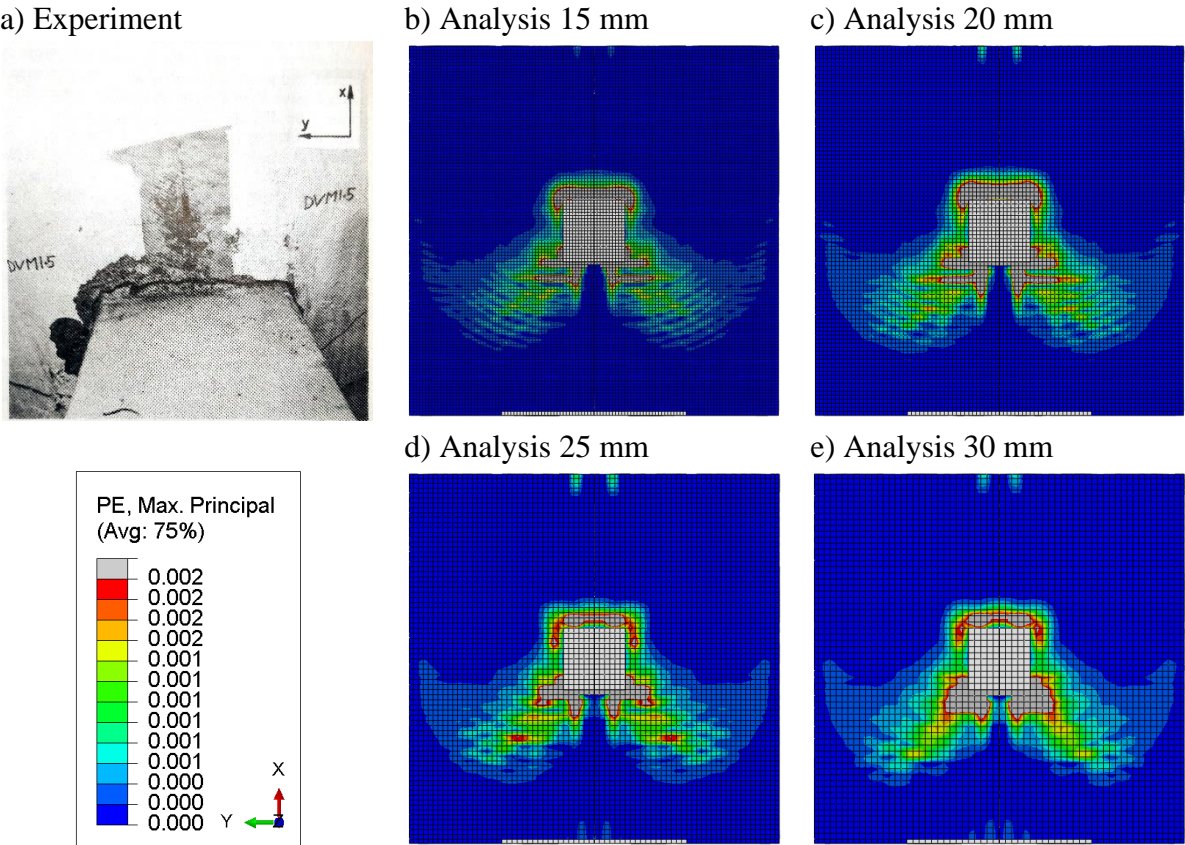 a) Experiment
b) Analysis 15 mm
c) Analysis 20 mm
x
y
DVM1·5
DVM1·5
d) Analysis 25 mm
e) Analysis 30 mm
PE, Max. Principal
(Avg: 75%)
0.002
0.002
0.002
0.002
0.001
0.001
0.001
0.001
0.001
0.000
0.000
0.000
X
Y
Z